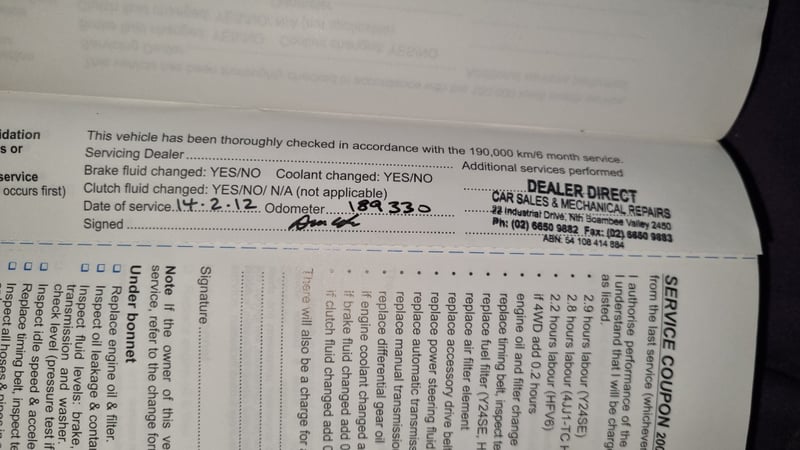 idation
s or
service
occurs first)
This vehicle has been thoroughly checked in accordance with the 190,000 km/6 month service.
Servicing Dealer
Additional services performed
Brake fluid changed: YES/NO Coolant changed: YES/NO
Clutch fluid changed: YES/NO/ N/A (not applicable)
Date of service 14.2.12 Odometer 189330
Signed
DEALER DIRECT
CAR SALES & MECHANICAL REPAIRS
22 Industrial Drive, Nth Boambee Valley 2450
Ph: (02) 6650 9882 Fax: (02) 6650 9883
ABN: 54 108 414 884
SERVICE COUPON 200
from the last service (whichever
I authorise performance of the
I understand that I will be charg
as listed.
• 2.9 hours labour (Y24SE)
• 2.8 hours labour (4JJ1-TC H
• 2.2 hours labour (HFV6)
• if 4WD add 0.2 hours
• engine oil and filter change
• replace timing belt, inspect te
• replace fuel filter (Y24SE, H
• replace air filter element
• replace accessory drive belt
• replace power steering fluid
• replace automatic transmiss
• replace manual transmissio
• replace differential gear oil
• if engine coolant changed a
• if brake fluid changed add 0
• if clutch fluid changed add 0
There will also be a charge for a
Signature
Note If the owner of this ve
service, refer to the change for
Under bonnet
Replace engine oil & filter.
Inspect oil leakage & contar
Inspect fluid levels: brake,
transmission and washer.
check level (pressure test if
Inspect idle speed & accele
Replace timing belt, inspect te
nspect all hoses & pipes